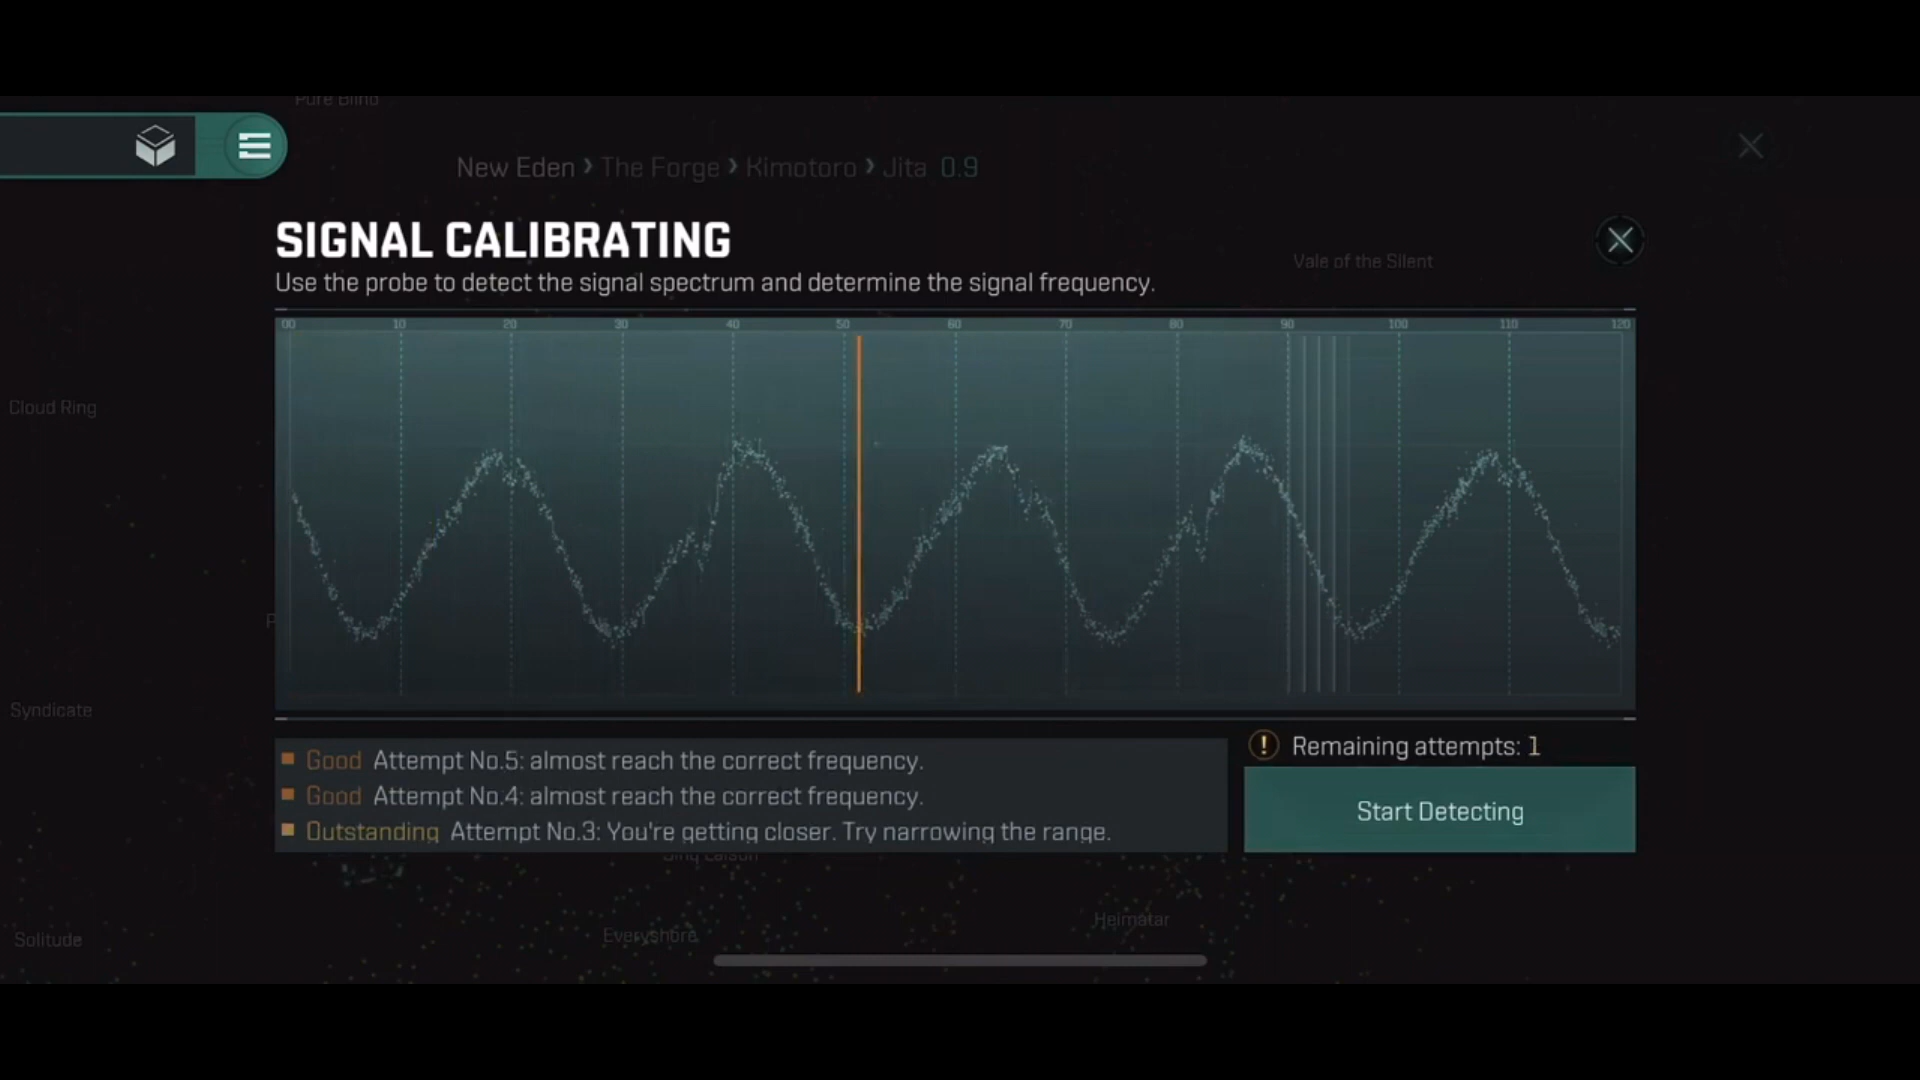 Pure Blind
New Eden › The Forge › Kimotoro › Jita 0.9
SIGNAL CALIBRATING
Use the probe to detect the signal spectrum and determine the signal frequency.
Vale of the Silent
00 10 20 30 40 50 60 70 80 90 100 110 120
Cloud Ring
Syndicate
Good Attempt No.5: almost reach the correct frequency.
Good Attempt No.4: almost reach the correct frequency.
Outstanding Attempt No.3: You're getting closer. Try narrowing the range.
Remaining attempts: 1
Start Detecting
Sinq Laison
Heimatar
Everyshore
Solitude